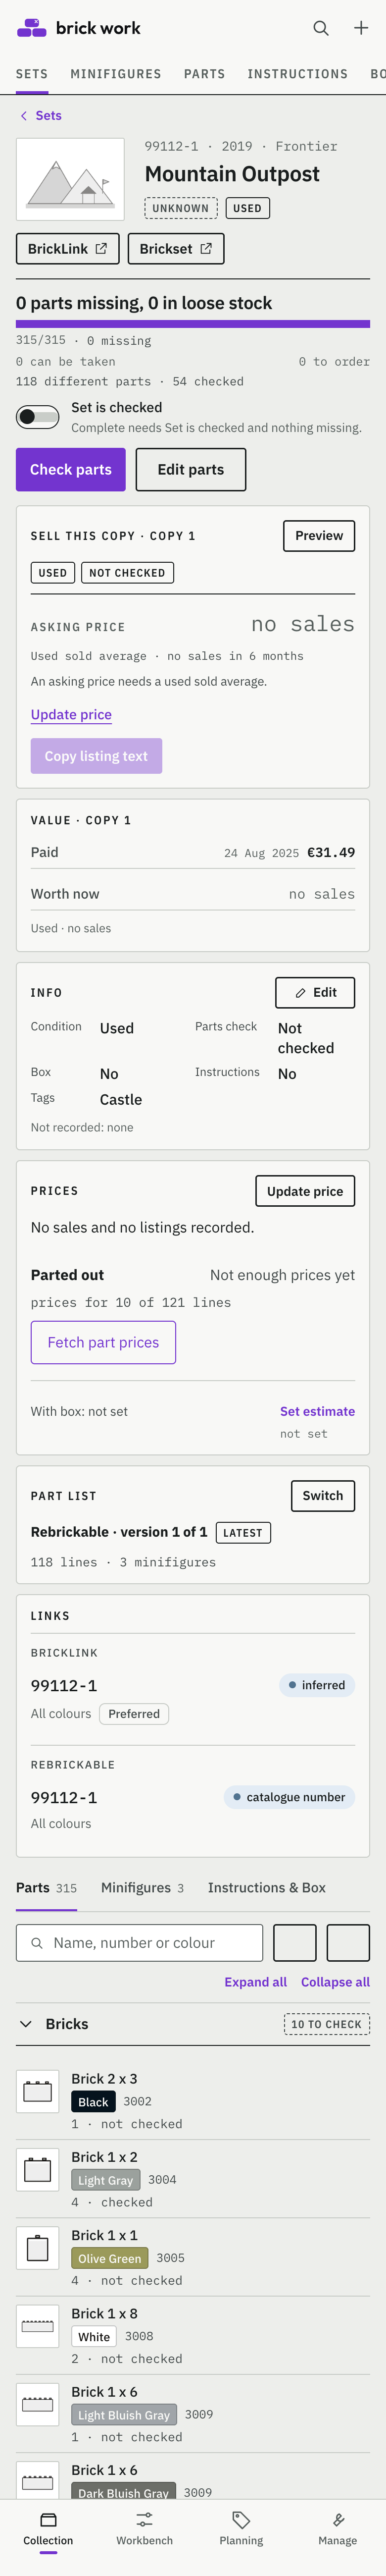 brick work
SETS MINIFIGURES PARTS INSTRUCTIONS BO
Sets
99112-1 · 2019 · Frontier
Mountain Outpost
UNKNOWN USED
BrickLink Brickset
0 parts missing, 0 in loose stock
315/315 · 0 missing
0 can be taken 0 to order
118 different parts · 54 checked
Set is checked
Complete needs Set is checked and nothing missing.
Check parts Edit parts
SELL THIS COPY · COPY 1 Preview
USED NOT CHECKED
ASKING PRICE no sales
Used sold average · no sales in 6 months
An asking price needs a used sold average.
Update price
Copy listing text
VALUE · COPY 1
Paid 24 Aug 2025 €31.49
Worth now no sales
Used · no sales
INFO Edit
Condition Used Parts check Not checked
Box No Instructions No
Tags Castle
Not recorded: none
PRICES Update price
No sales and no listings recorded.
Parted out Not enough prices yet
prices for 10 of 121 lines
Fetch part prices
With box: not set Set estimate
not set
PART LIST Switch
Rebrickable · version 1 of 1 LATEST
118 lines · 3 minifigures
LINKS
BRICKLINK
99112-1 inferred
All colours Preferred
REBRICKABLE
99112-1 catalogue number
All colours
Parts 315 Minifigures 3 Instructions & Box
Name, number or colour
Expand all Collapse all
Bricks 10 TO CHECK
Brick 2 x 3
Black 3002
1 · not checked
Brick 1 x 2
Light Gray 3004
4 · checked
Brick 1 x 1
Olive Green 3005
4 · not checked
Brick 1 x 8
White 3008
2 · not checked
Brick 1 x 6
Light Bluish Gray 3009
1 · not checked
Brick 1 x 6
Dark Bluish Gray 3009
Collection Workbench Planning Manage